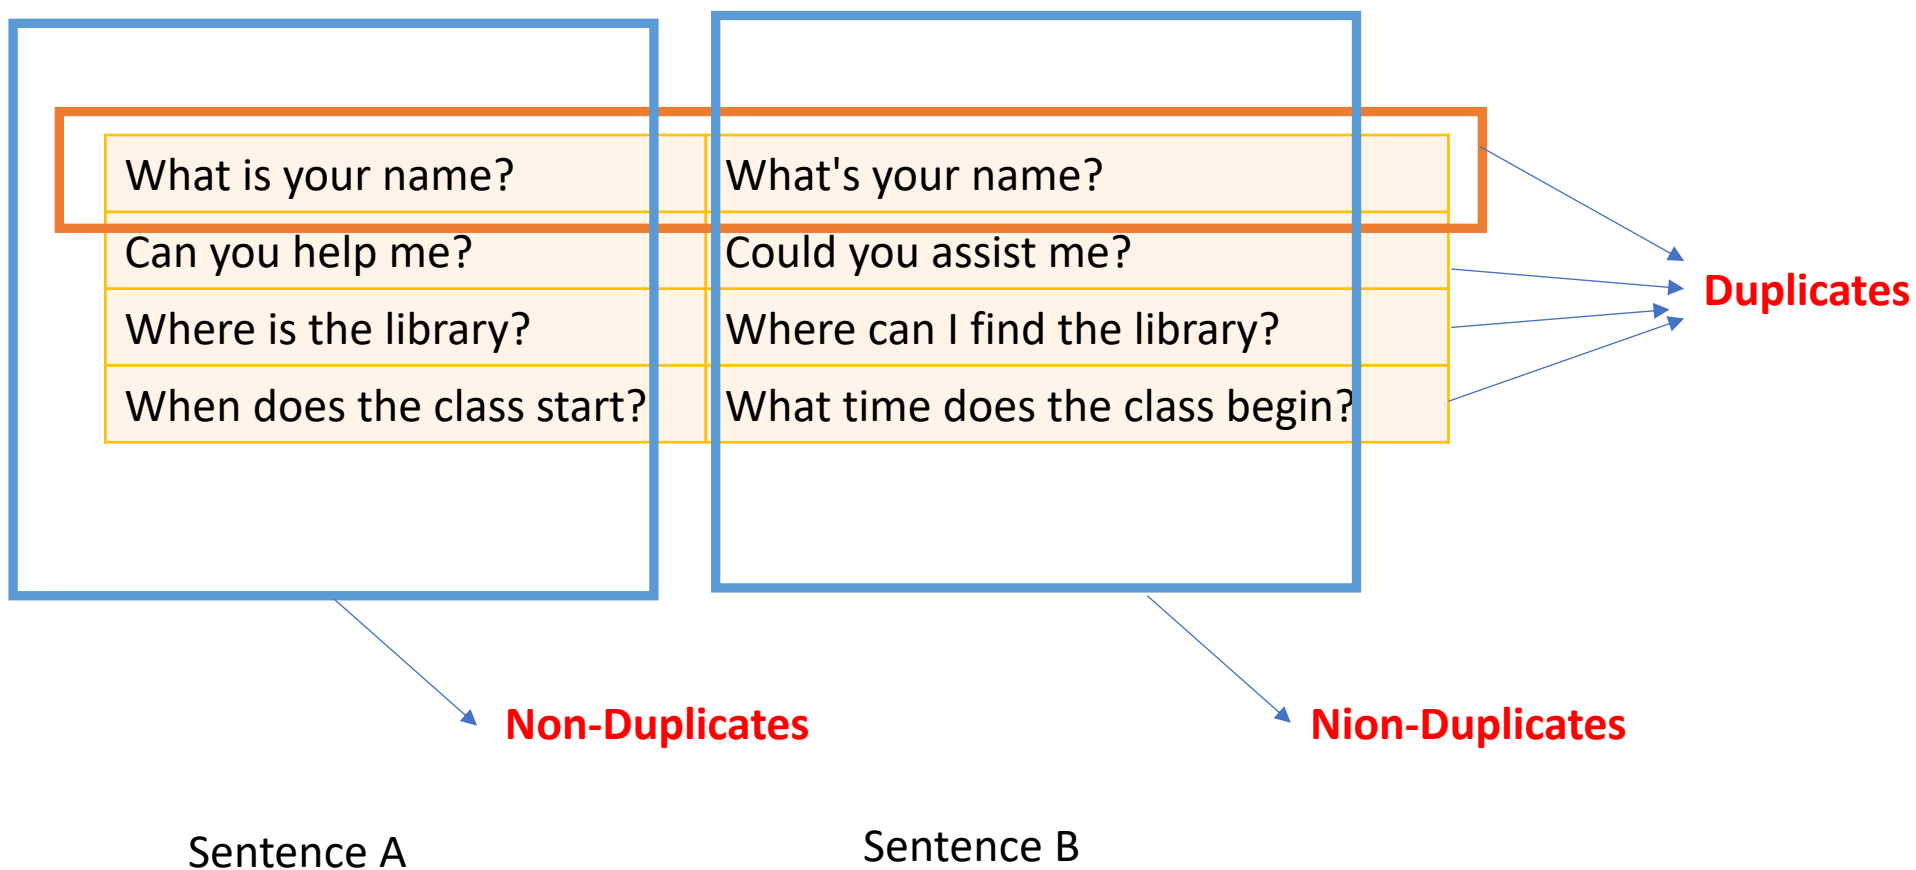 What is your name? What's your name?
Can you help me? Could you assist me?
Where is the library? Where can I find the library?
When does the class start? What time does the class begin?
Duplicates
Non-Duplicates
Nion-Duplicates
Sentence A
Sentence B